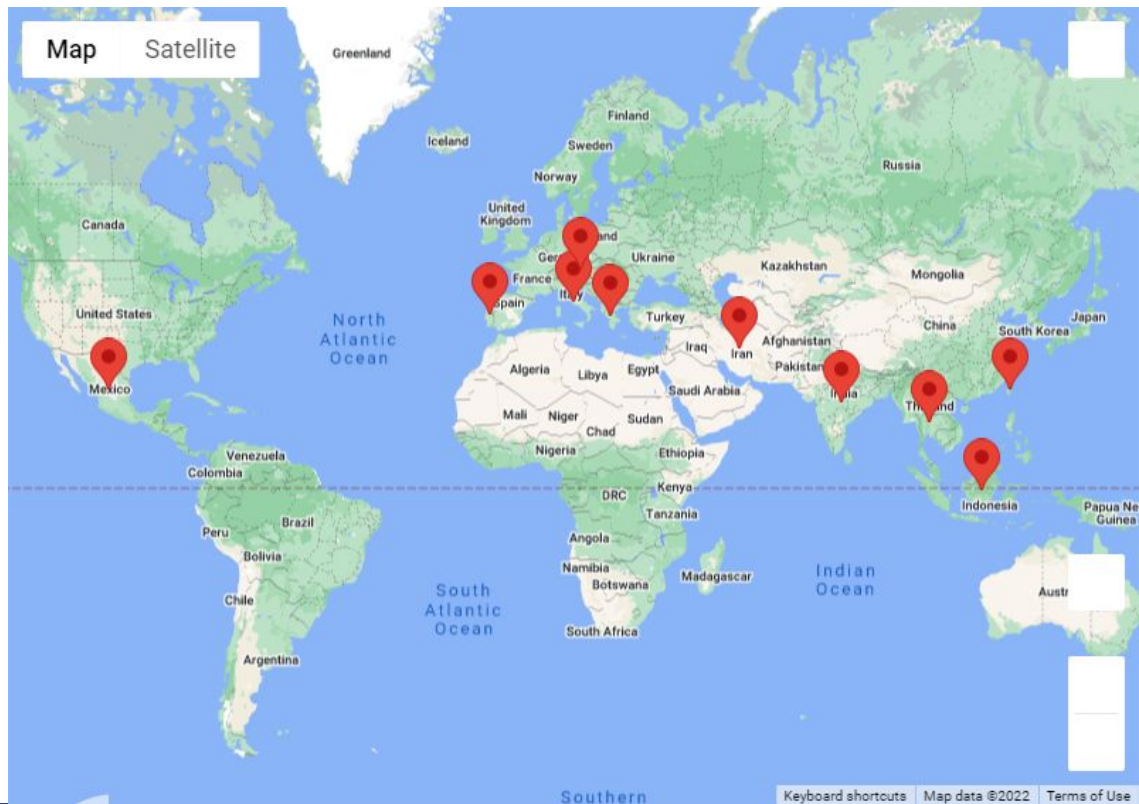 Map Satellite
Greenland
Finland
Iceland
Sweden
Russia
Norway
United
Kingdom
Canada
Ukraine
France
Kazakhstan
Mongolia
Italy
Spain
United States
Turkey
China
Japan
South Korea
North
Atlantic
Ocean
Iraq
Iran
Afghanistan
Pakistan
Algeria
Libya
Egypt
Saudi Arabia
India
Mexico
Mali
Niger
Chad
Sudan
Thailand
Nigeria
Ethiopia
Venezuela
Colombia
Kenya
DRC
Indonesia
Tanzania
Papua Ne
Guinea
Brazil
Peru
Angola
Bolivia
Namibia
Botswana
Madagascar
Indian
Ocean
South
Atlantic
Ocean
Chile
Austr
South Africa
Argentina
Southern
Keyboard shortcuts Map data ©2022 Terms of Use